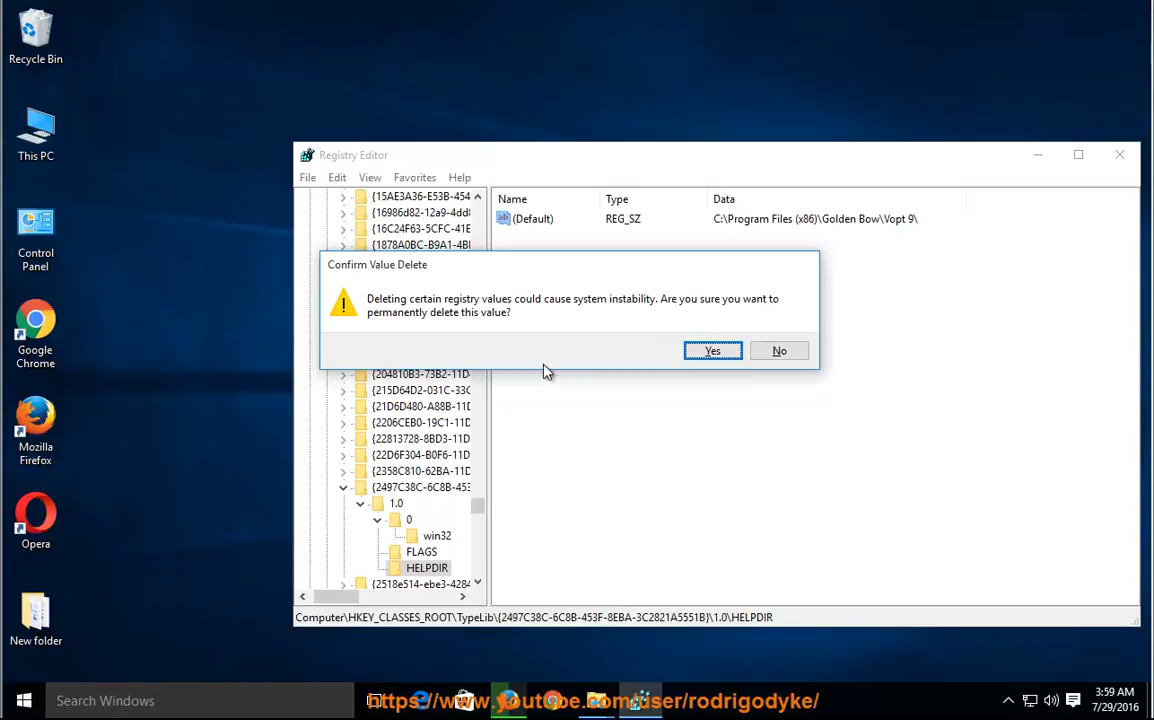 Recycle Bin
This PC
Control
Panel
Google
Chrome
Mozilla
Firefox
Opera
New folder
Registry Editor
File Edit View Favorites Help
{15AE3A36-E53B-454
{16986d82-12a9-4dd8
{16C24F63-5CFC-41E
{1878A0BC-B9A1-4BI
Name Type Data
(Default) REG_SZ C:\Program Files (x86)\Golden Bow\Vopt 9\
Confirm Value Delete
Deleting certain registry values could cause system instability. Are you sure you want to
permanently delete this value?
Yes No
{204810B3-73B2-11D
{215D64D2-031C-33C
{21D6D480-A88B-11D
{2206CEB0-19C1-11D
{22813728-8BD3-11D
{22D6F304-B0F6-11D
{2358C810-62BA-11D
{2497C38C-6C8B-453
1.0
0
win32
FLAGS
HELPDIR
{2518e514-ebe3-4284
Computer\HKEY_CLASSES_ROOT\TypeLib\{2497C38C-6C8B-453F-8EBA-3C2821A5551B}\1.0\HELPDIR
Search Windows
https://www.youtube.com/user/rodrigodyke/
3:59 AM
7/29/2016